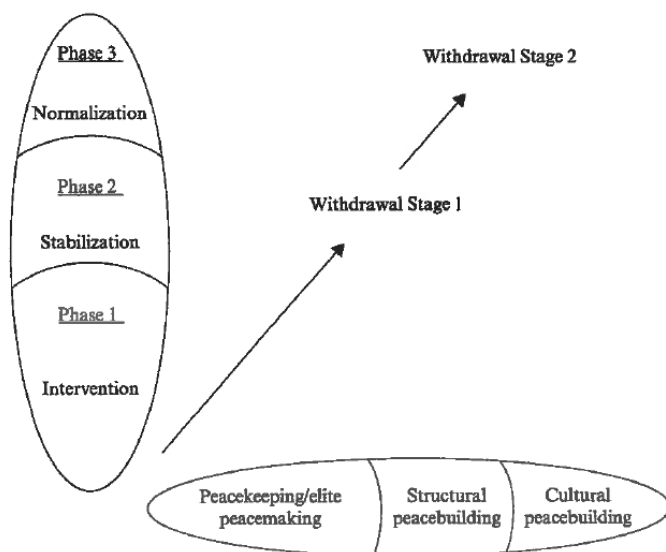 Phase 3
Normalization
Phase 2
Stabilization
Phase 1
Intervention
Withdrawal Stage 2
Withdrawal Stage 1
Peacekeeping/elite
peacemaking
Structural
peacebuilding
Cultural
peacebuilding